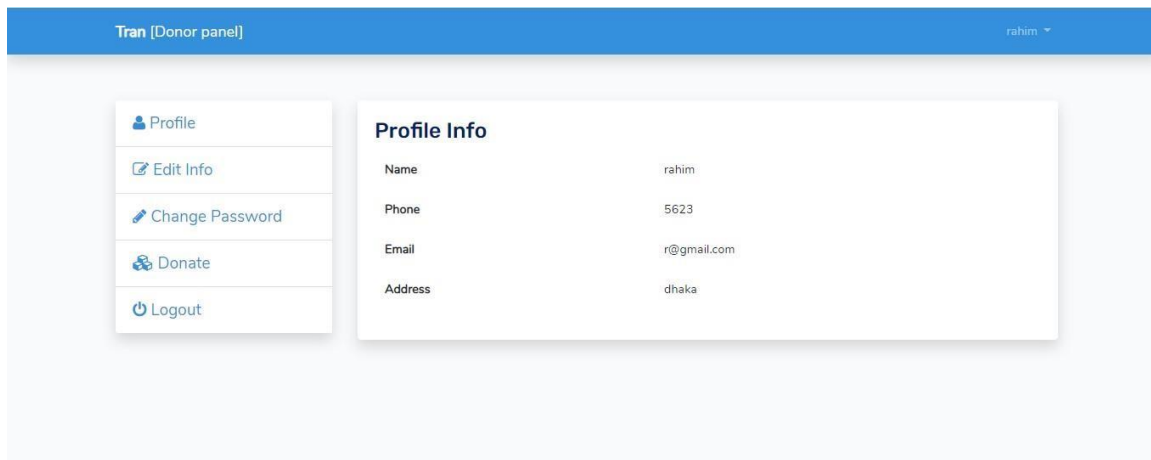 Tran [Donor panel]
rahim
Profile
Edit Info
Change Password
Donate
Logout
Profile Info
Name rahim
Phone 5623
Email r@gmail.com
Address dhaka